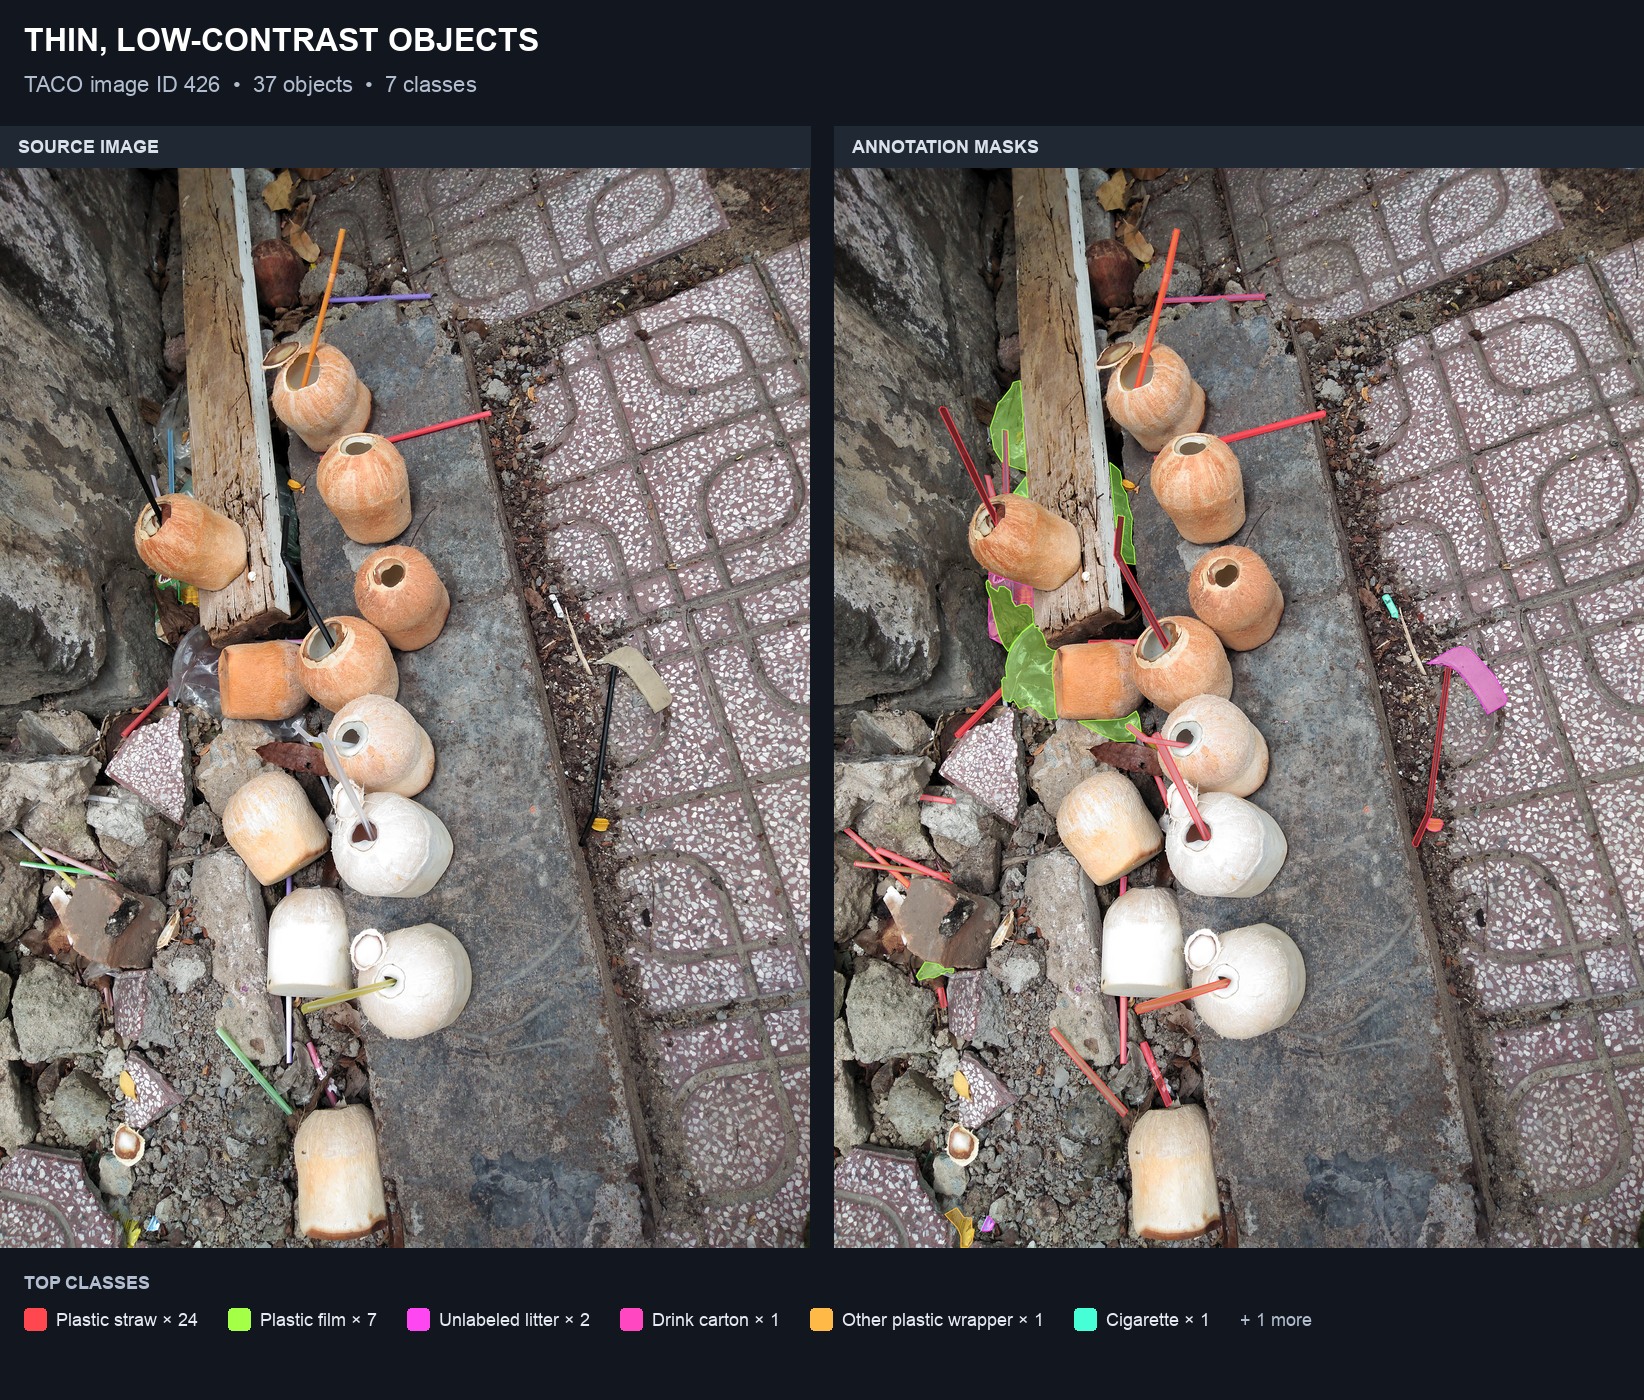 THIN, LOW-CONTRAST OBJECTS
TACO image ID 426 • 37 objects • 7 classes
SOURCE IMAGE
ANNOTATION MASKS
TOP CLASSES
Plastic straw × 24
Plastic film × 7
Unlabeled litter × 2
Drink carton × 1
Other plastic wrapper × 1
Cigarette × 1
+ 1 more